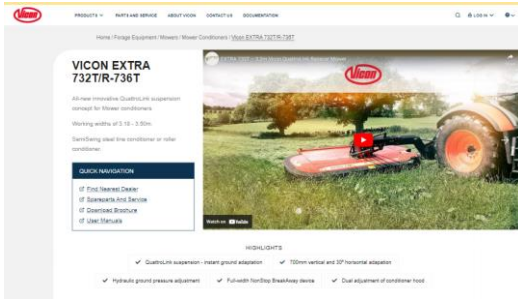 Vicon
PRODUCTS
PARTS AND SERVICE
ABOUT VICON
CONTACT US
DOCUMENTATION
LOG IN
Home / Forage Equipment / Mowers / Mower Conditioners / Vicon EXTRA 732T/R-736T
VICON EXTRA
732T/R-736T
All-new innovative QuattroLink suspension
concept for Mower conditioners
Working widths of 3.18 - 3.50m
SemiSwing steel tine conditioner or roller
conditioner
QUICK NAVIGATION
Find Nearest Dealer
Spareparts And Service
Download Brochure
User Manuals
Vicon
Watch on YouTube
HIGHLIGHTS
QuattroLink suspension - instant ground adaptation
700mm vertical and 30° horizontal adaptation
Hydraulic ground pressure adjustment
Full-width NonStop BreakAway device
Dual adjustment of conditioner hood